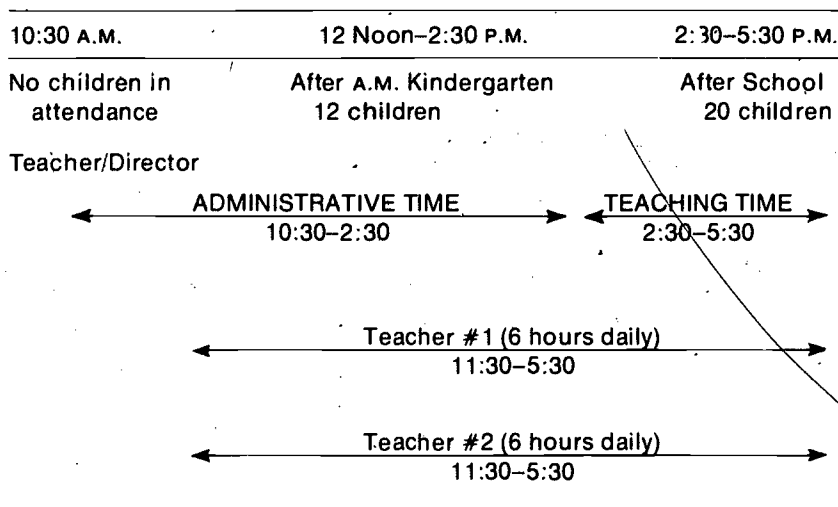 10:30 A.M. 12 Noon–2:30 P.M. 2:30–5:30 P.M.
No children in After A.M. Kindergarten After School
attendance 12 children 20 children
Teacher/Director
ADMINISTRATIVE TIME TEACHING TIME
10:30–2:30 2:30–5:30
Teacher #1 (6 hours daily)
11:30–5:30
Teacher #2 (6 hours daily)
11:30–5:30